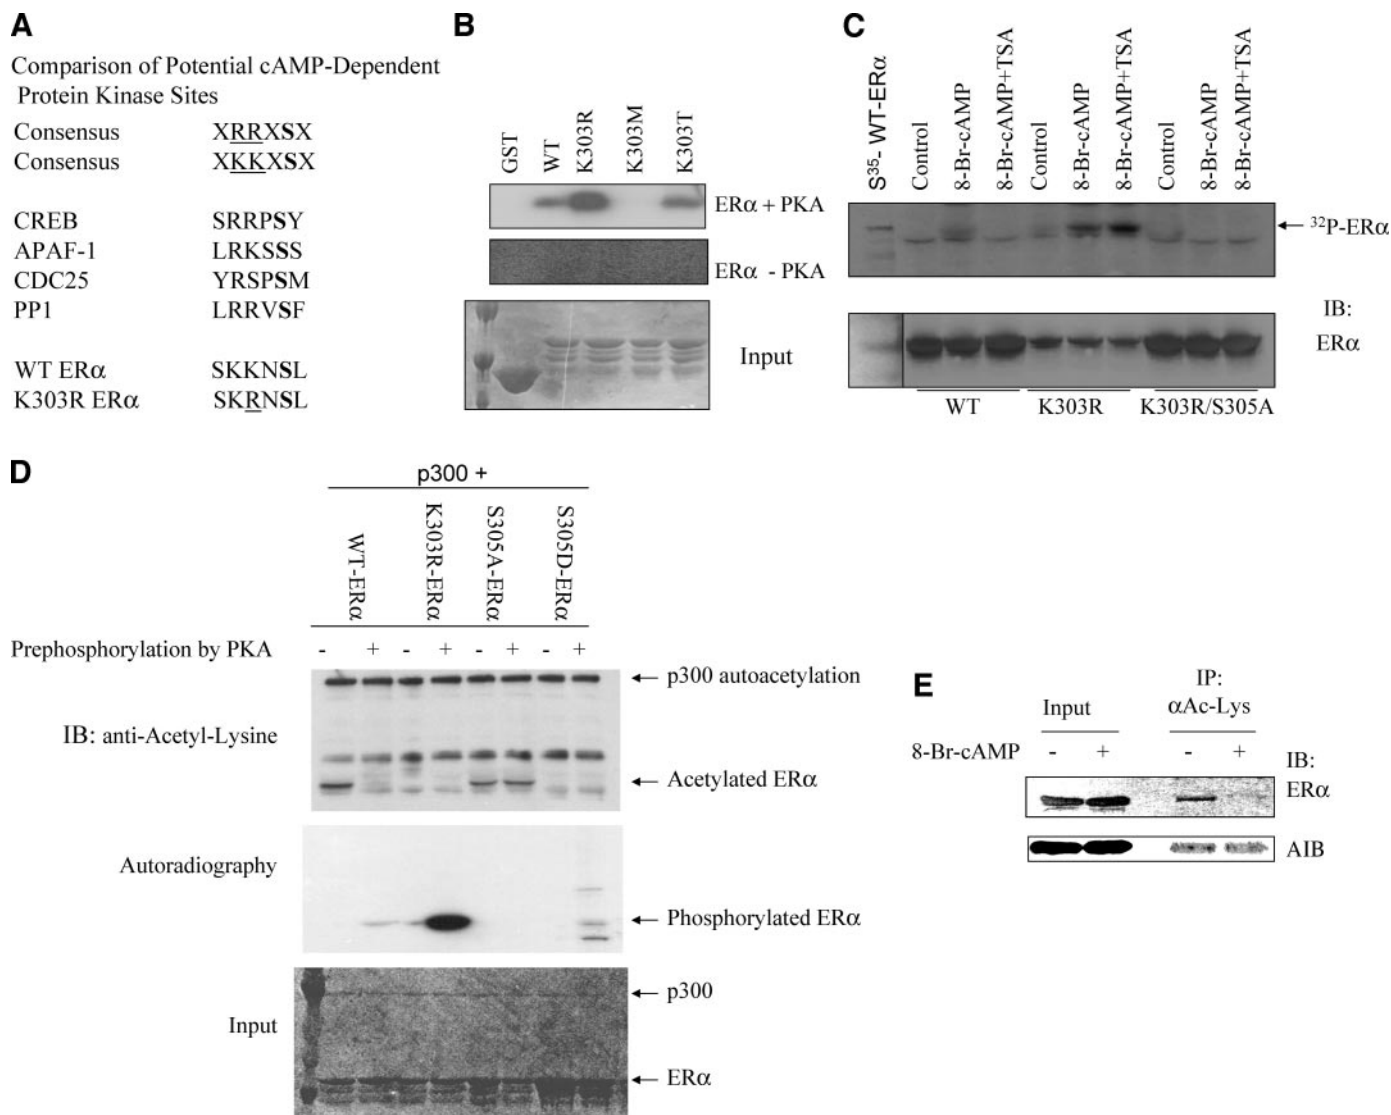 A
Comparison of Potential cAMP-Dependent
Protein Kinase Sites
Consensus XRRXSX
Consensus XKKXSX
CREB SRRPSY
APAF-1 LRKSSS
CDC25 YRSPSM
PP1 LRRVSF
WT ERα SKKNSL
K303R ERα SKRNSL
B
GST WT K303R K303M K303T
ERα + PKA
ERα - PKA
Input
C
S35- WT-ERα Control 8-Br-cAMP 8-Br-cAMP+TSA Control 8-Br-cAMP 8-Br-cAMP+TSA Control 8-Br-cAMP 8-Br-cAMP+TSA
32P-ERα
IB:
ERα
WT K303R K303R/S305A
D
p300 +
WT-ERα K303R-ERα S305A-ERα S305D-ERα
Prephosphorylation by PKA - + - + - + - +
p300 autoacetylation
IB: anti-Acetyl-Lysine
Acetylated ERα
Autoradiography
Phosphorylated ERα
p300
Input
ERα
E
Input IP:
αAc-Lys
8-Br-cAMP - + - +
IB:
ERα
AIB